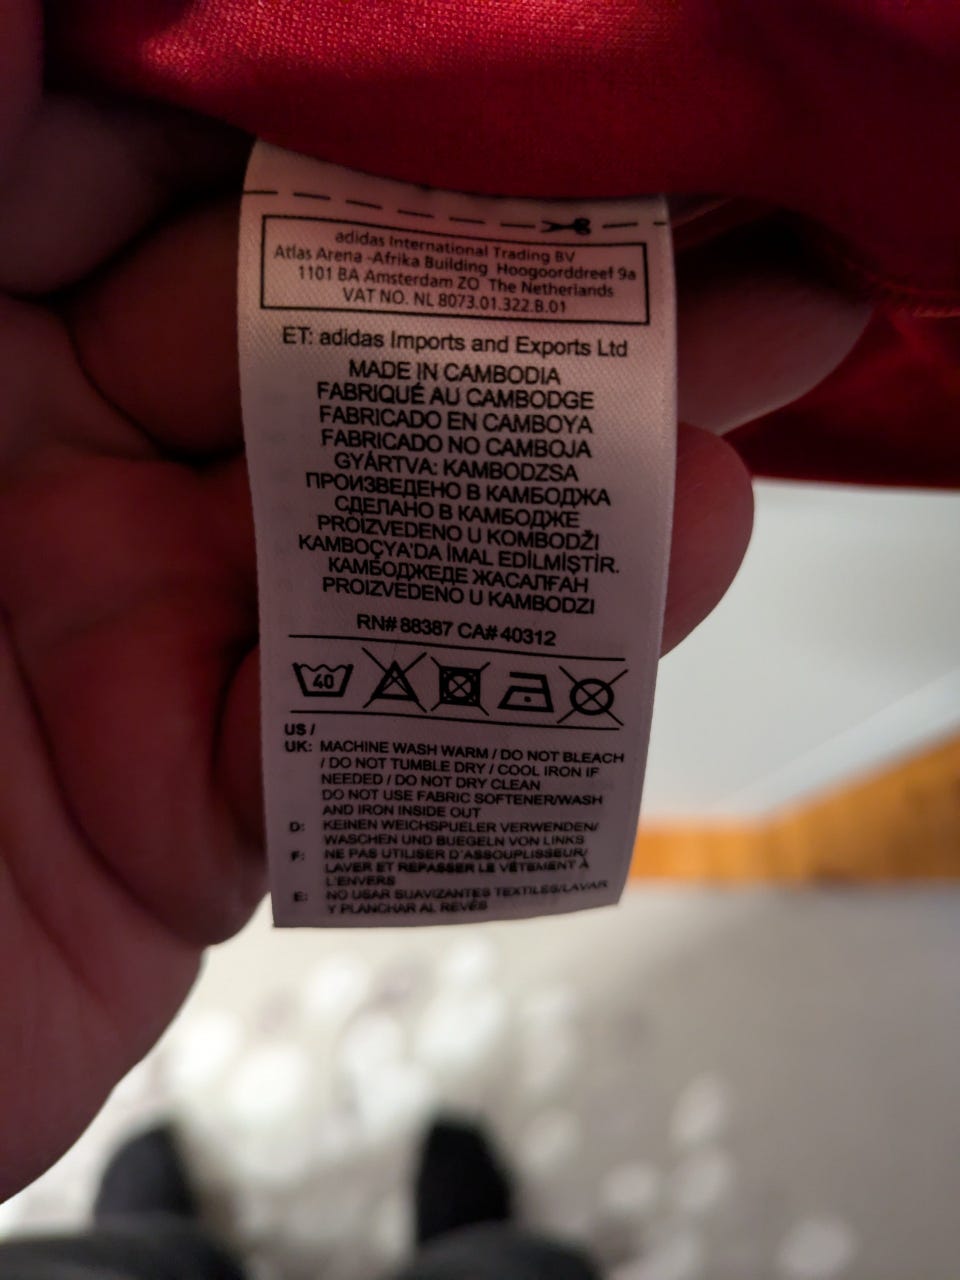 adidas International Trading BV
Atlas Arena -Afrika Building Hoogoorddreef 9a
1101 BA Amsterdam ZO The Netherlands
VAT NO. NL 8073.01.322.B.01
ET: adidas Imports and Exports Ltd
MADE IN CAMBODIA
FABRIQUÉ AU CAMBODGE
FABRICADO EN CAMBOYA
FABRICADO NO CAMBOJA
GYÁRTVA: KAMBODZSA
ПРОИЗВЕДЕНО В КАМБОДЖА
СДЕЛАНО В КАМБОДЖЕ
PROIZVEDENO U KOMBODŽI
KAMBOÇYA'DA İMAL EDİLMİŞTİR.
КАМБОДЖЕДЕ ЖАСАЛҒАН
PROIZVEDENO U KAMBODZI
RN# 88387 CA# 40312
40
US /
UK: MACHINE WASH WARM / DO NOT BLEACH
/ DO NOT TUMBLE DRY / COOL IRON IF
NEEDED / DO NOT DRY CLEAN
DO NOT USE FABRIC SOFTENER/WASH
AND IRON INSIDE OUT
D: KEINEN WEICHSPUELER VERWENDEN/
WASCHEN UND BUEGELN VON LINKS
F: NE PAS UTILISER D'ASSOUPLISSEUR/
LAVER ET REPASSER LE VÊTEMENT À
L'ENVERS
E: NO USAR SUAVIZANTES TEXTILES/LAVAR
Y PLANCHAR AL REVÉS